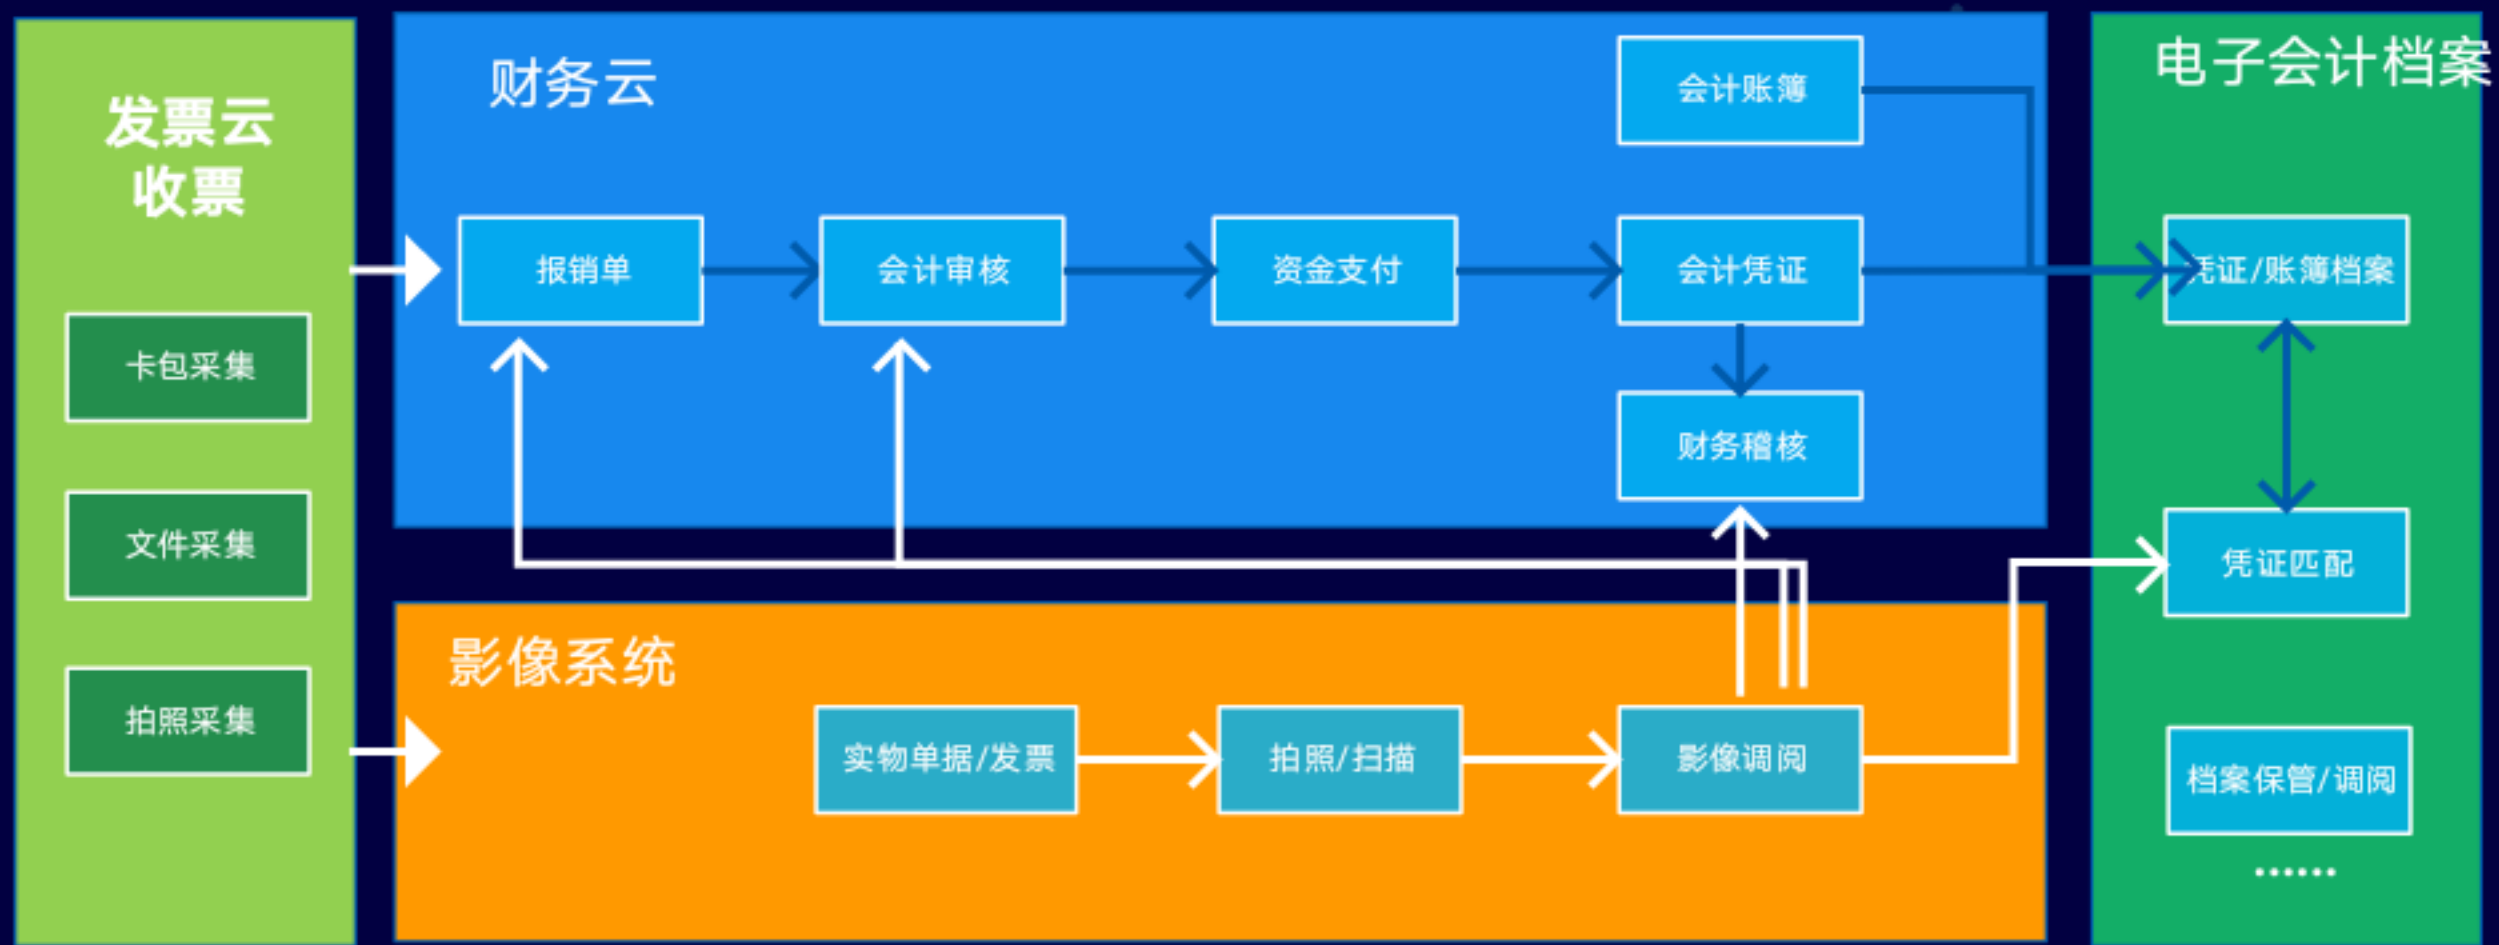 发票云
收票
卡包采集
文件采集
拍照采集
财务云
会计账簿
报销单
会计审核
资金支付
会计凭证
财务稽核
影像系统
实物单据/发票
拍照/扫描
影像调阅
电子会计档案
凭证/账簿档案
凭证匹配
档案保管/调阅
······